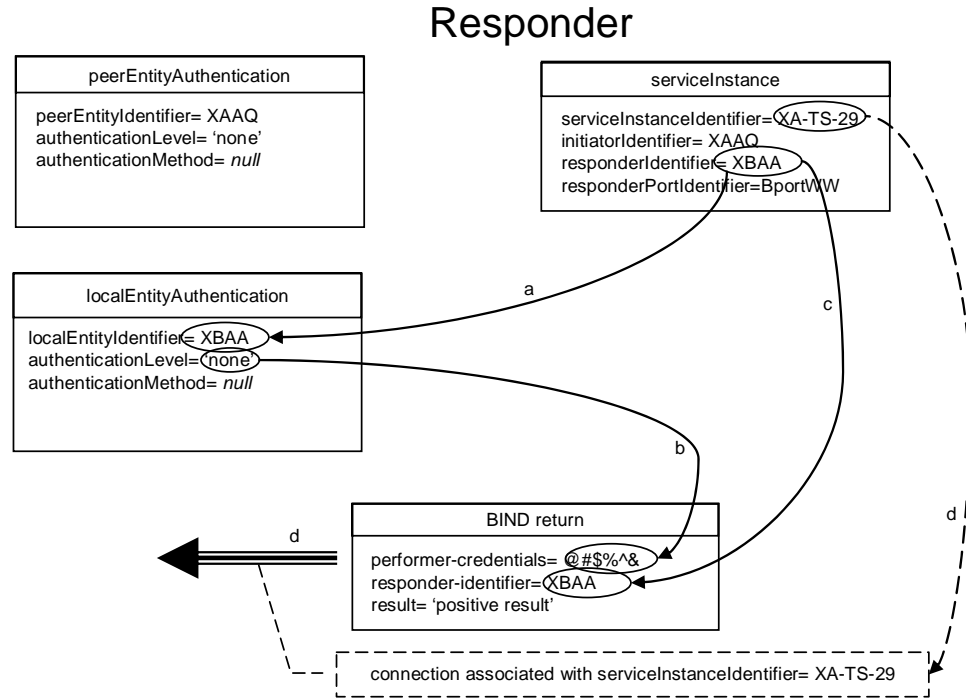 Responder
peerEntityAuthentication
peerEntityIdentifier= XAAQ
authenticationLevel= ‘none’
authenticationMethod= null
serviceInstance
serviceInstanceIdentifier= XA-TS-29
initiatorIdentifier= XAAQ
responderIdentifier= XBAA
responderPortIdentifier=BportWW
localEntityAuthentication
localEntityIdentifier= XBAA
authenticationLevel= ‘none’
authenticationMethod= null
a
c
b
d
d
BIND return
performer-credentials= @#$%^&
responder-identifier= XBAA
result= ‘positive result’
connection associated with serviceInstanceIdentifier= XA-TS-29